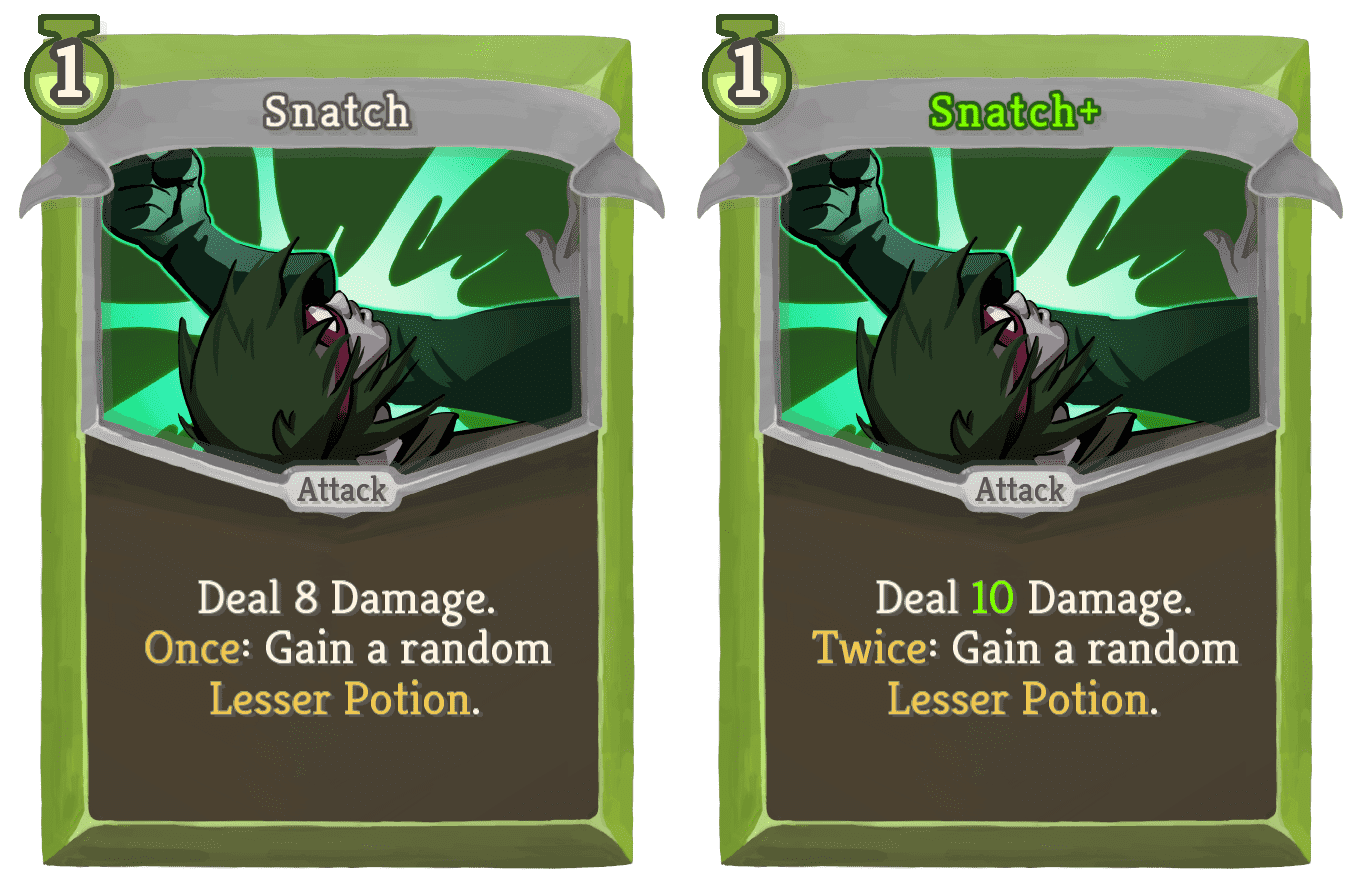 1
Snatch
Attack
Deal 8 Damage.
Once: Gain a random
Lesser Potion.
1
Snatch+
Attack
Deal 10 Damage.
Twice: Gain a random
Lesser Potion.